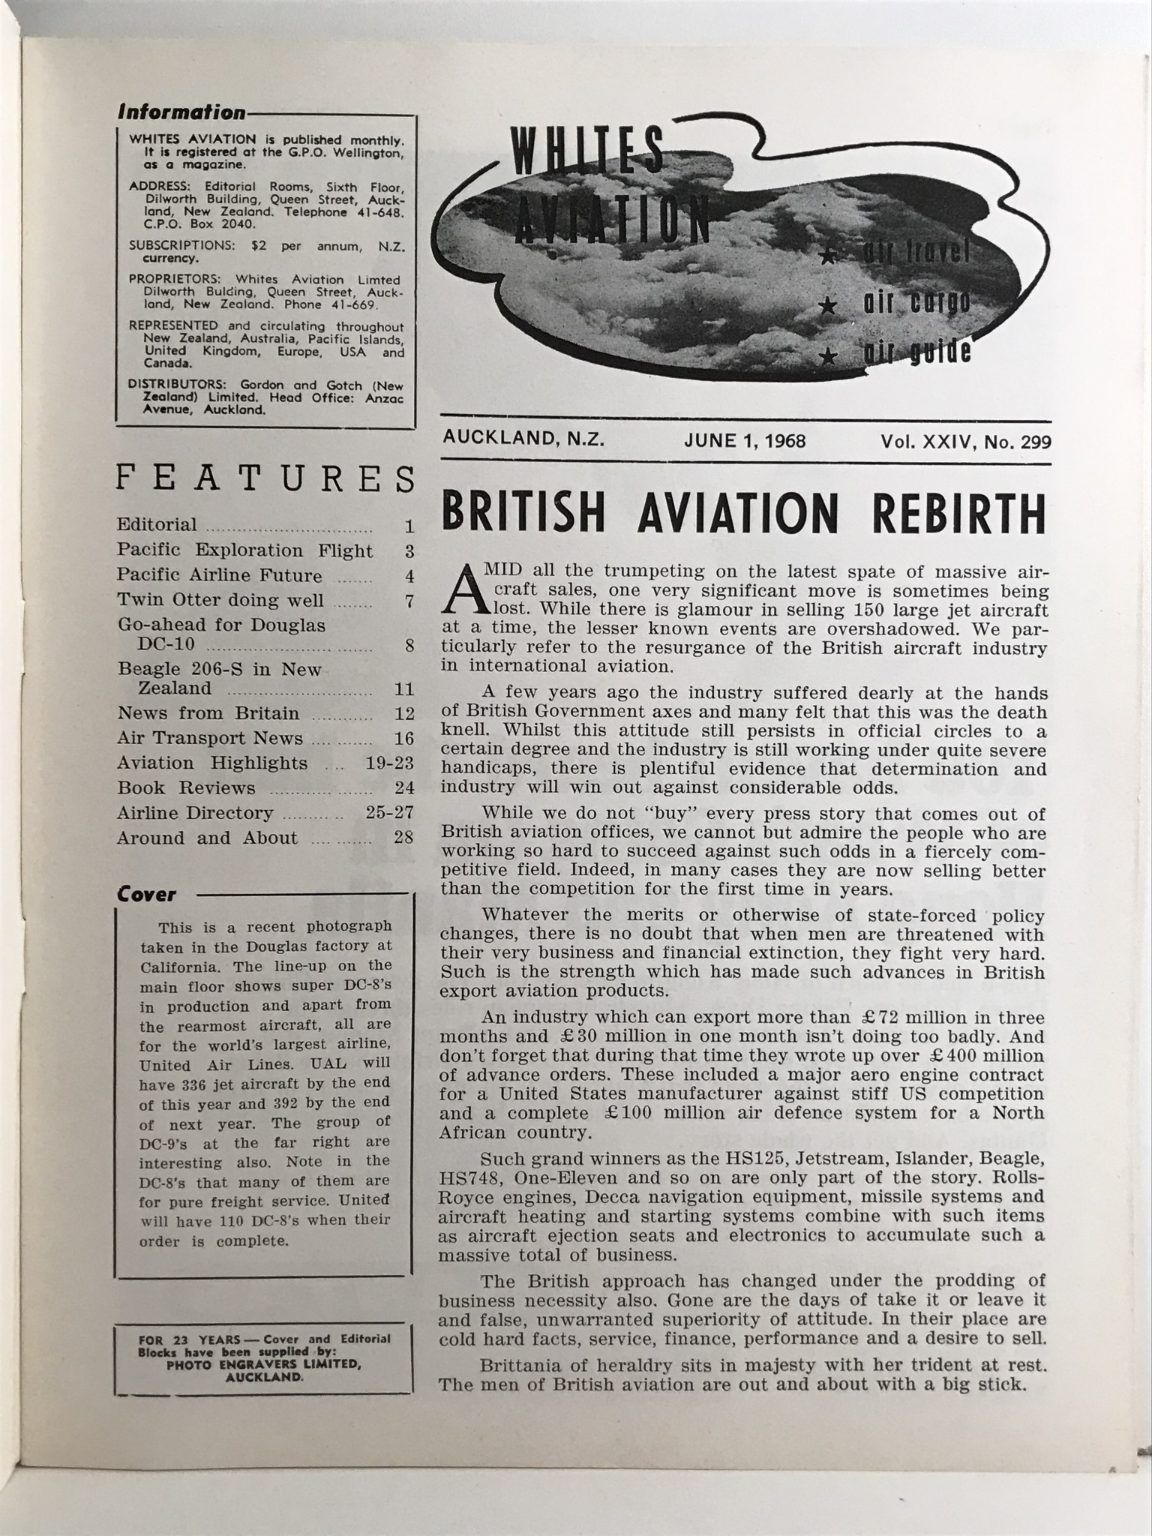 Information
WHITES AVIATION is published monthly.
It is registered at the G.P.O. Wellington,
as a magazine.
ADDRESS: Editorial Rooms, Sixth Floor,
Dilworth Building, Queen Street, Auck-
land, New Zealand. Telephone 41-648.
C.P.O. Box 2040.
SUBSCRIPTIONS: $2 per annum, N.Z.
currency.
PROPRIETORS: Whites Aviation Limted
Dilworth Bulding, Queen Street, Auck-
land, New Zealand. Phone 41-669.
REPRESENTED and circulating throughout
New Zealand, Australia, Pacific Islands,
United Kingdom, Europe, USA and
Canada.
DISTRIBUTORS: Gordon and Gotch (New
Zealand) Limited. Head Office: Anzac
Avenue, Auckland.
FEATURES
Editorial ............................... 1
Pacific Exploration Flight 3
Pacific Airline Future ....... 4
Twin Otter doing well ........ 7
Go-ahead for Douglas
DC-10 ............................... 8
Beagle 206-S in New
Zealand ........................... 11
News from Britain ............ 12
Air Transport News ........... 16
Aviation Highlights .... 19-23
Book Reviews ................... 24
Airline Directory ........... 25-27
Around and About ........... 28
Cover
This is a recent photograph
taken in the Douglas factory at
California. The line-up on the
main floor shows super DC-8's
in production and apart from
the rearmost aircraft, all are
for the world's largest airline,
United Air Lines. UAL will
have 336 jet aircraft by the end
of this year and 392 by the end
of next year. The group of
DC-9's at the far right are
interesting also. Note in the
DC-8's that many of them are
for pure freight service. United
will have 110 DC-8's when their
order is complete.
FOR 23 YEARS — Cover and Editorial
Blocks have been supplied by:
PHOTO ENGRAVERS LIMITED,
AUCKLAND.
WHITES
AVIATION
★ air travel
★ air cargo
★ air guide
AUCKLAND, N.Z. JUNE 1, 1968 Vol. XXIV, No. 299
BRITISH AVIATION REBIRTH
AMID all the trumpeting on the latest spate of massive air-
craft sales, one very significant move is sometimes being
lost. While there is glamour in selling 150 large jet aircraft
at a time, the lesser known events are overshadowed. We par-
ticularly refer to the resurgance of the British aircraft industry
in international aviation.
A few years ago the industry suffered dearly at the hands
of British Government axes and many felt that this was the death
knell. Whilst this attitude still persists in official circles to a
certain degree and the industry is still working under quite severe
handicaps, there is plentiful evidence that determination and
industry will win out against considerable odds.
While we do not "buy" every press story that comes out of
British aviation offices, we cannot but admire the people who are
working so hard to succeed against such odds in a fiercely com-
petitive field. Indeed, in many cases they are now selling better
than the competition for the first time in years.
Whatever the merits or otherwise of state-forced policy
changes, there is no doubt that when men are threatened with
their very business and financial extinction, they fight very hard.
Such is the strength which has made such advances in British
export aviation products.
An industry which can export more than £72 million in three
months and £30 million in one month isn't doing too badly. And
don't forget that during that time they wrote up over £400 million
of advance orders. These included a major aero engine contract
for a United States manufacturer against stiff US competition
and a complete £100 million air defence system for a North
African country.
Such grand winners as the HS125, Jetstream, Islander, Beagle,
HS748, One-Eleven and so on are only part of the story. Rolls-
Royce engines, Decca navigation equipment, missile systems and
aircraft heating and starting systems combine with such items
as aircraft ejection seats and electronics to accumulate such a
massive total of business.
The British approach has changed under the prodding of
business necessity also. Gone are the days of take it or leave it
and false, unwarranted superiority of attitude. In their place are
cold hard facts, service, finance, performance and a desire to sell.
Brittania of heraldry sits in majesty with her trident at rest.
The men of British aviation are out and about with a big stick.